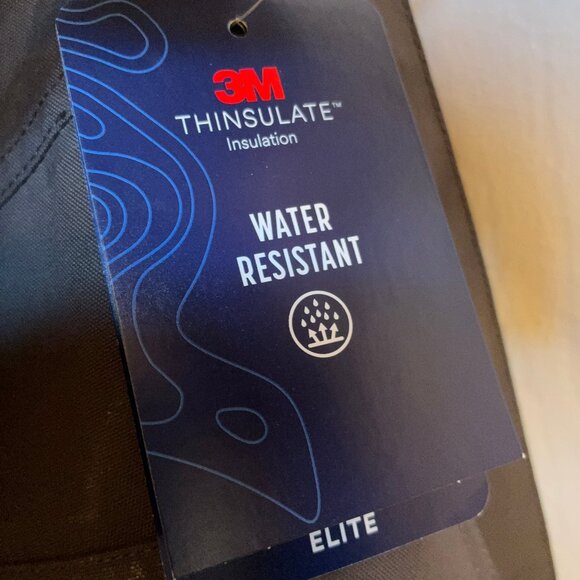 3M
THINSULATE™
Insulation
WATER
RESISTANT
ELITE